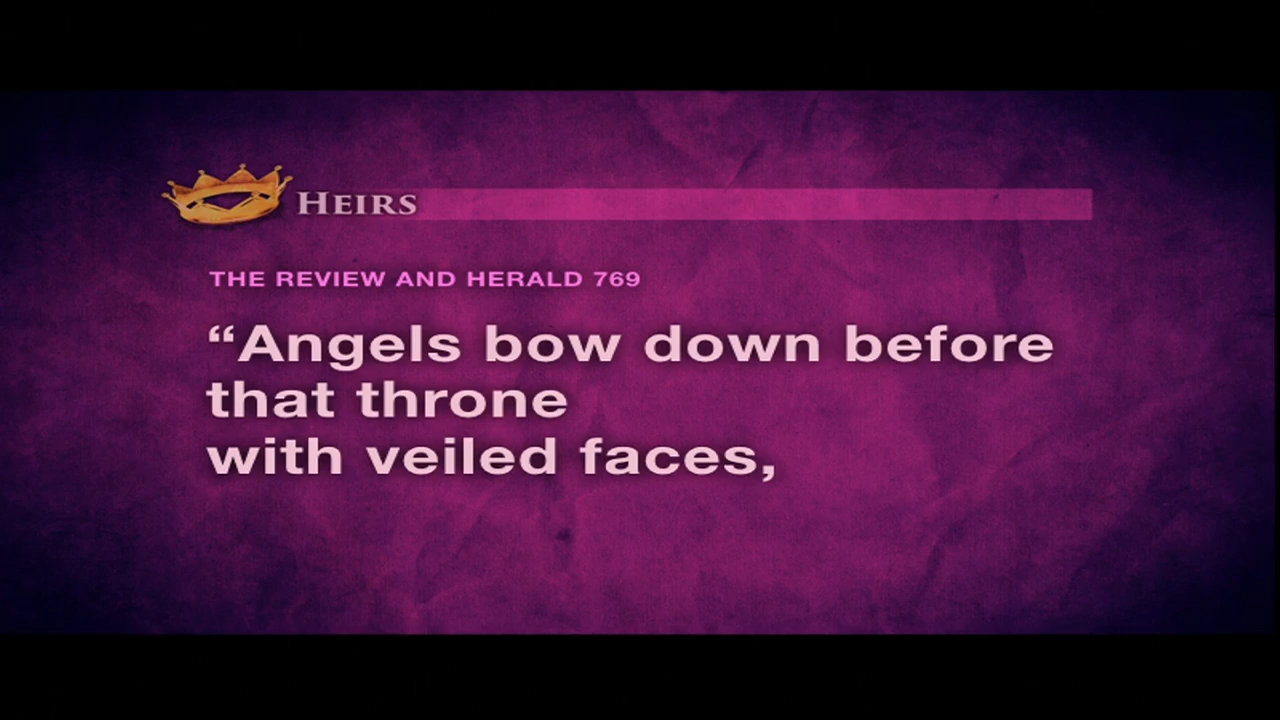 Heirs
THE REVIEW AND HERALD 769
“Angels bow down before
that throne
with veiled faces,